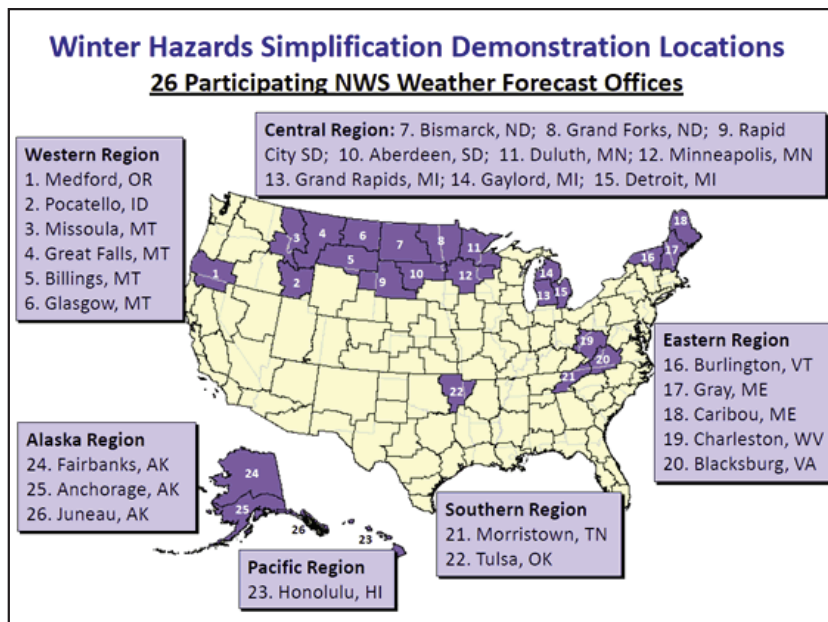 Winter Hazards Simplification Demonstration Locations
26 Participating NWS Weather Forecast Offices
Central Region: 7. Bismarck, ND; 8. Grand Forks, ND; 9. Rapid
City SD; 10. Aberdeen, SD; 11. Duluth, MN; 12. Minneapolis, MN
13. Grand Rapids, MI; 14. Gaylord, MI; 15. Detroit, MI
Western Region
1. Medford, OR
2. Pocatello, ID
3. Missoula, MT
4. Great Falls, MT
5. Billings, MT
6. Glasgow, MT
18
17
16
3
4
6
7
8
11
5
1
2
9
10
12
14
13
15
19
20
21
22
Eastern Region
16. Burlington, VT
17. Gray, ME
18. Caribou, ME
19. Charleston, WV
20. Blacksburg, VA
Alaska Region
24. Fairbanks, AK
25. Anchorage, AK
26. Juneau, AK
24
25
26
23
Southern Region
21. Morristown, TN
22. Tulsa, OK
Pacific Region
23. Honolulu, HI